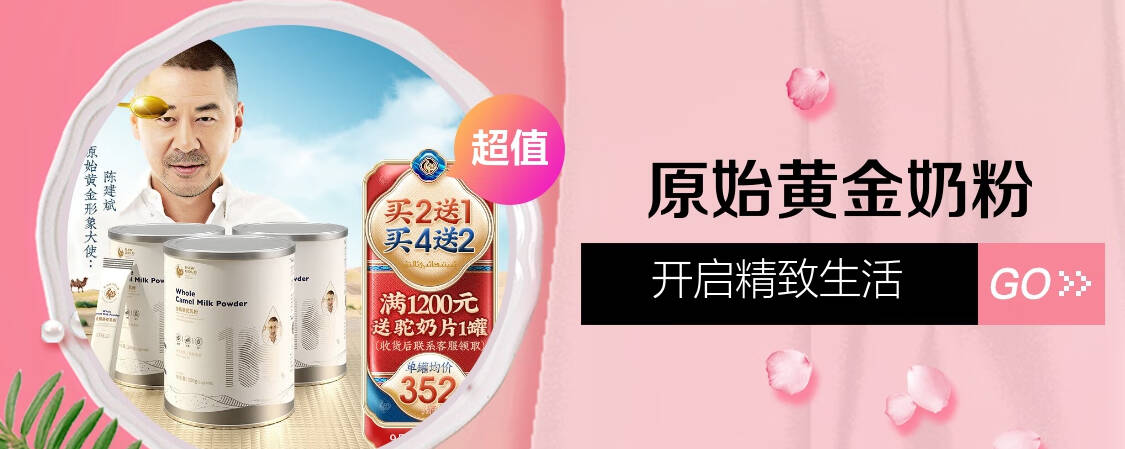 原始黄金形象大使：
陈建斌
Whole
Camel Milk Powder
超值
买2送1
买4送2
满1200元
送驼奶片1罐
(收货后联系客服领取)
单罐均价
352
原始黄金奶粉
开启精致生活
GO